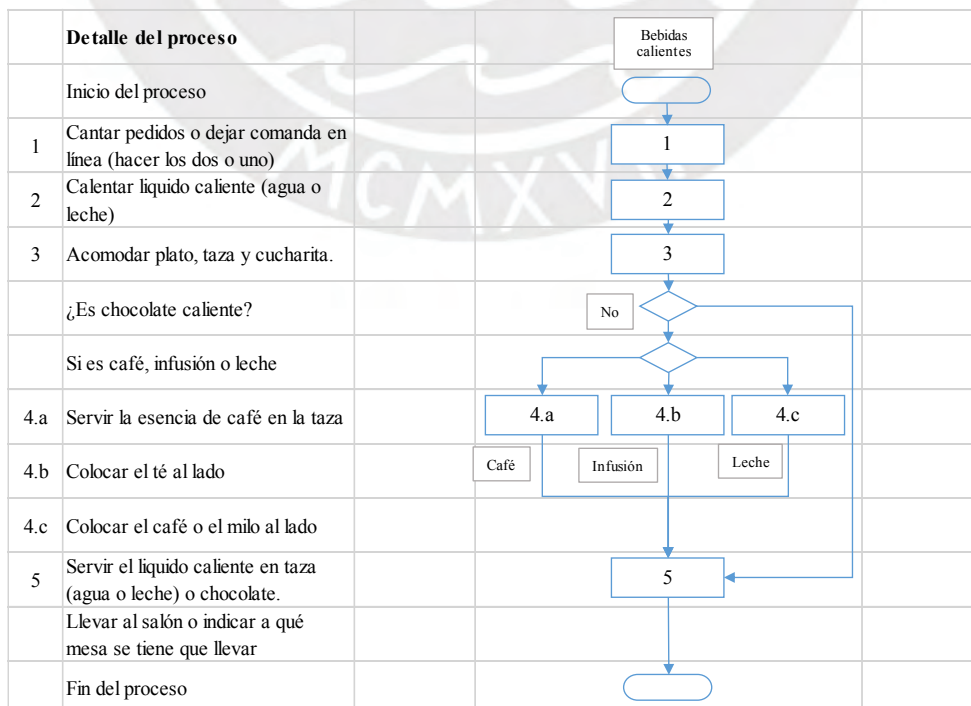 Detalle del proceso
Bebidas
calientes
Inicio del proceso
1
Cantar pedidos o dejar comanda en
línea (hacer los dos o uno)
1
2
Calentar liquido caliente (agua o
leche)
2
3
Acomodar plato, taza y cucharita.
3
¿Es chocolate caliente?
No
Si es café, infusión o leche
4.a
Servir la esencia de café en la taza
4.a
4.b
4.c
4.b
Colocar el té al lado
Café
Infusión
Leche
4.c
Colocar el café o el milo al lado
5
Servir el liquido caliente en taza
(agua o leche) o chocolate.
5
Llevar al salón o indicar a qué
mesa se tiene que llevar
Fin del proceso